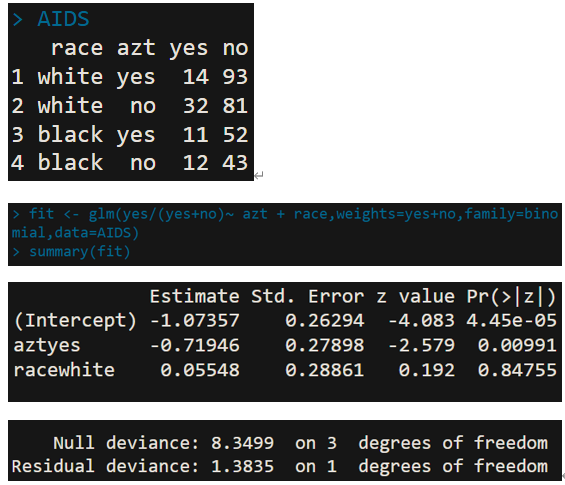 > AIDS
race azt yes no
1 white yes 14 93
2 white no 32 81
3 black yes 11 52
4 black no 12 43
> fit <- glm(yes/(yes+no)~ azt + race,weights=yes+no,family=bino
mial,data=AIDS)
> summary(fit)
Estimate Std. Error z value Pr(>|z|)
(Intercept) -1.07357 0.26294 -4.083 4.45e-05
aztyes -0.71946 0.27898 -2.579 0.00991
racewhite 0.05548 0.28861 0.192 0.84755
Null deviance: 8.3499 on 3 degrees of freedom
Residual deviance: 1.3835 on 1 degrees of freedom